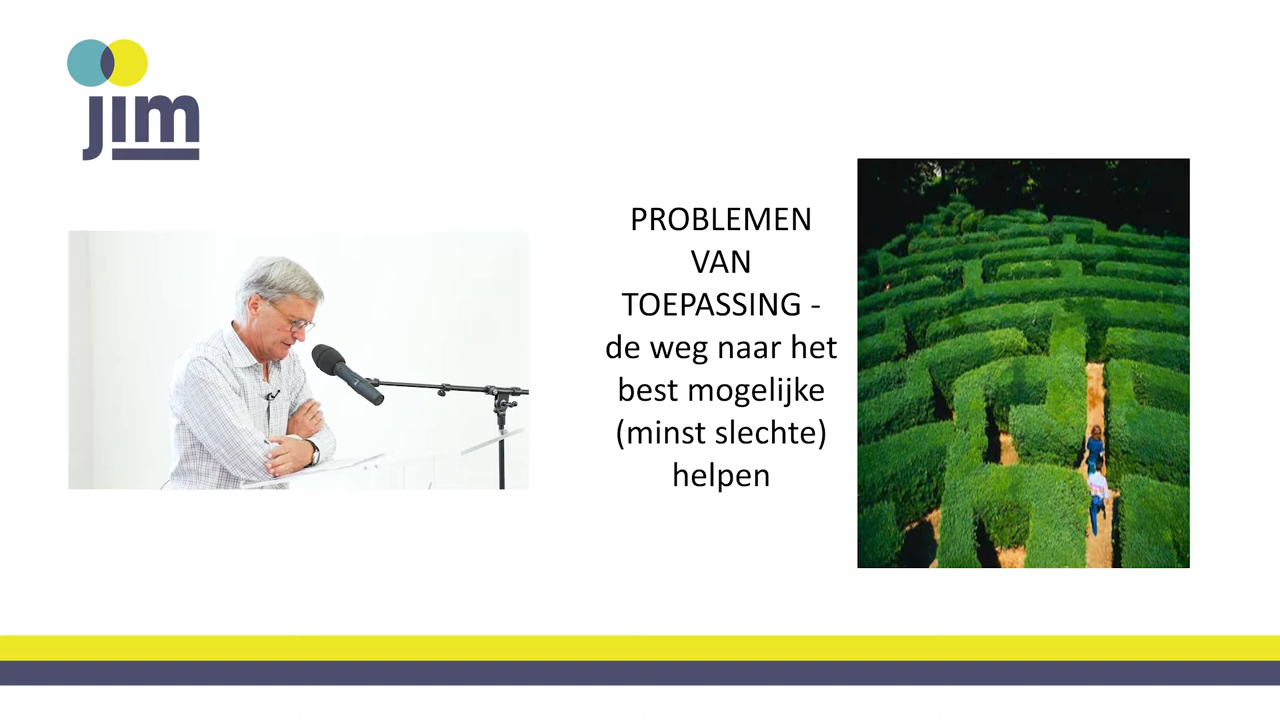 jim
PROBLEMEN
VAN
TOEPASSING -
de weg naar het
best mogelijke
(minst slechte)
helpen